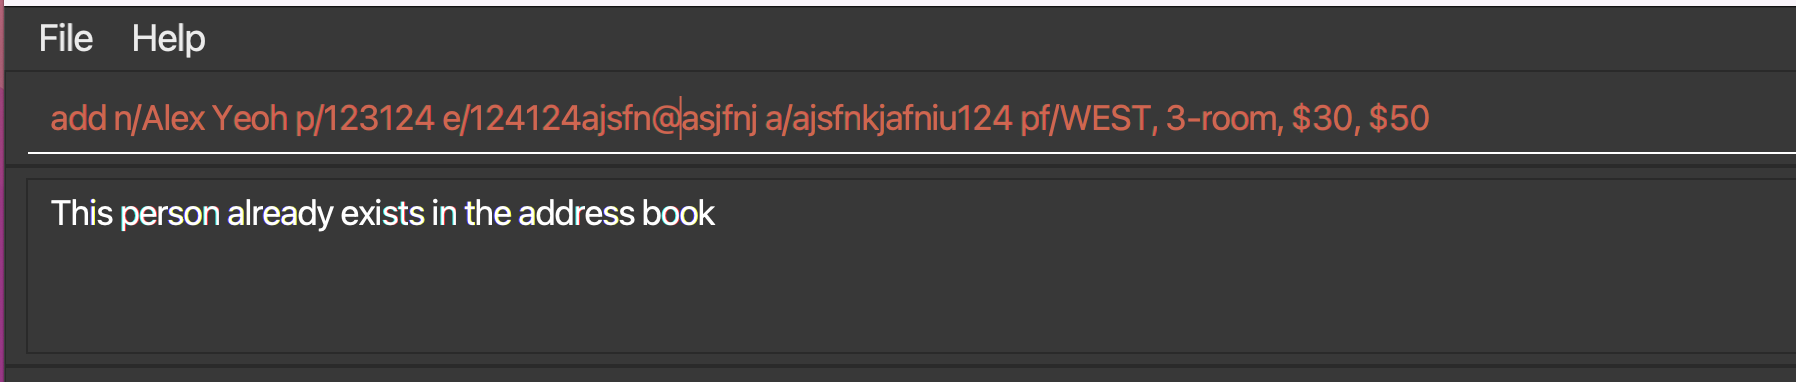 File Help
add n/Alex Yeoh p/123124 e/124124ajsfn@asjfnj a/ajsfnkjafniu124 pf/WEST, 3-room, $30, $50
This person already exists in the address book